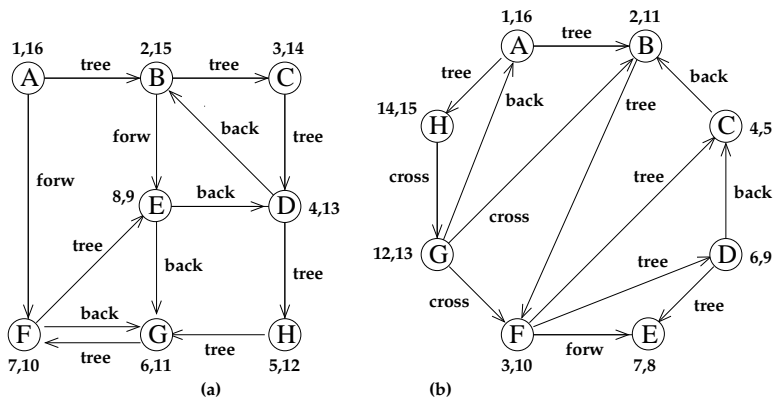 1,16 2,15 3,14
A tree B tree C
forw forw back tree
8,9 E back D 4,13
tree back tree
F back G H
tree tree
7,10 6,11 5,12
(a)
1,16 2,11
A tree B
tree back back
14,15 H tree C 4,5
cross cross tree back
12,13 G D 6,9
cross tree tree
F forw E
3,10 7,8
(b)